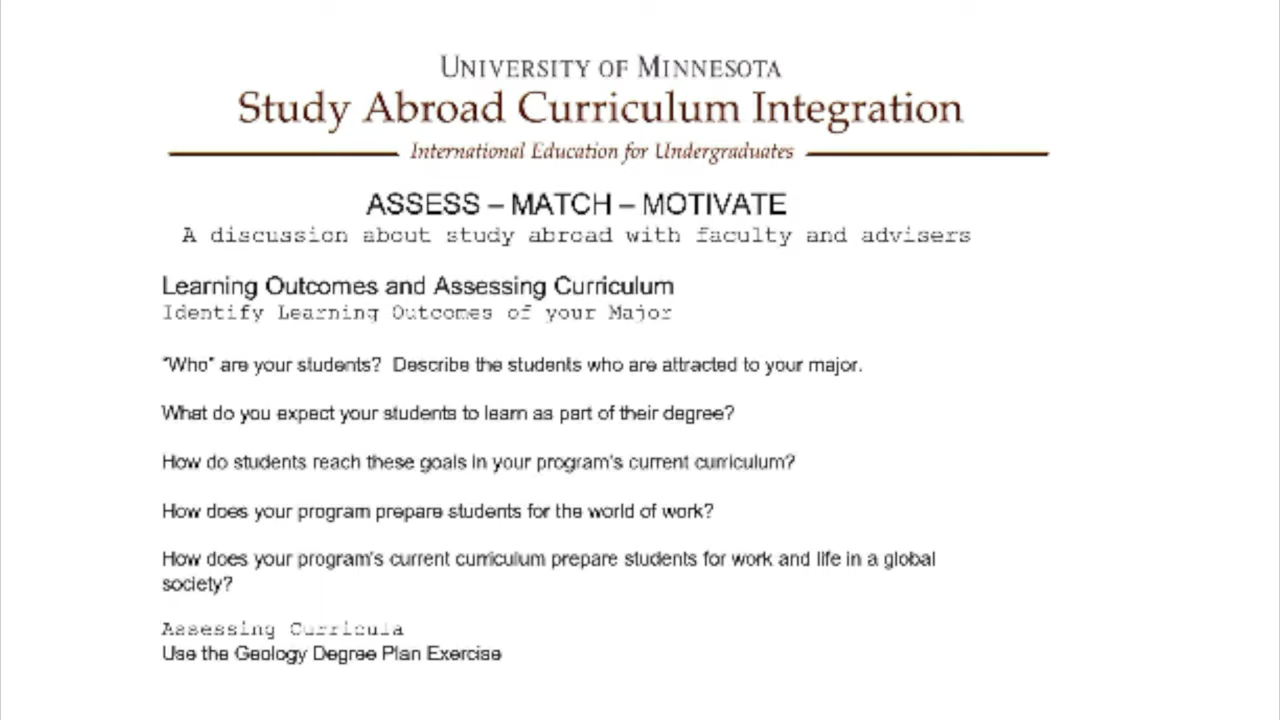 UNIVERSITY OF MINNESOTA
Study Abroad Curriculum Integration
International Education for Undergraduates
ASSESS – MATCH – MOTIVATE
A discussion about study abroad with faculty and advisers
Learning Outcomes and Assessing Curriculum
Identify Learning Outcomes of your Major
"Who" are your students? Describe the students who are attracted to your major.
What do you expect your students to learn as part of their degree?
How do students reach these goals in your program's current curriculum?
How does your program prepare students for the world of work?
How does your program's current curriculum prepare students for work and life in a global
society?
Assessing Curricula
Use the Geology Degree Plan Exercise